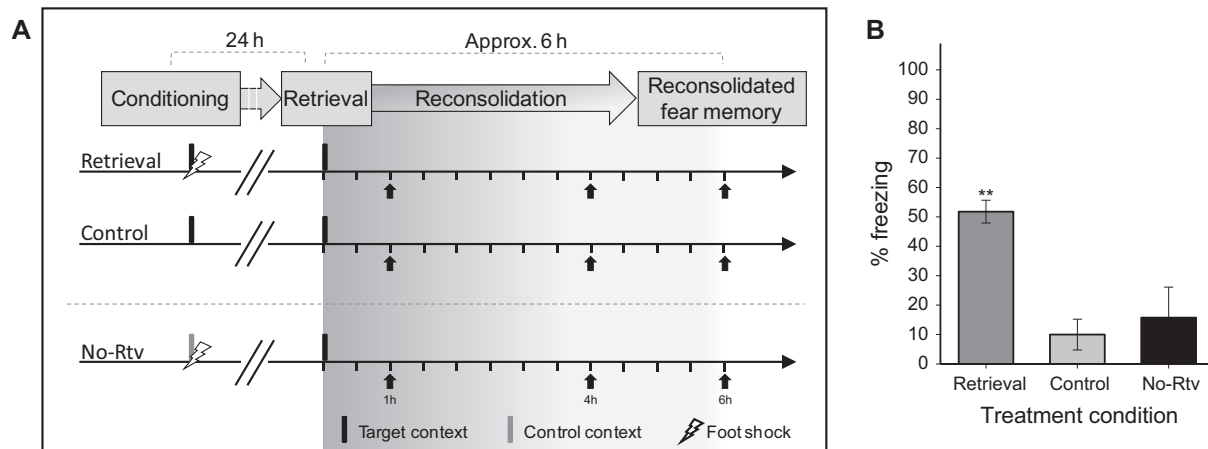 A
24 h
Approx. 6 h
Conditioning
Retrieval
Reconsolidation
Reconsolidated
fear memory
Retrieval
Control
No-Rtv
1h
4h
6h
Target context
Control context
Foot shock
B
% freezing
100
90
80
70
60
50
40
30
20
10
0
**
Retrieval
Control
No-Rtv
Treatment condition